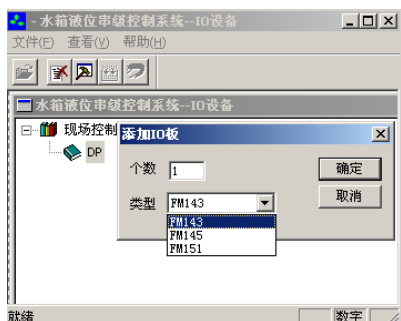 - 水箱液位串级控制系统--IO设备
文件(F) 查看(V) 帮助(H)
水箱液位串级控制系统--IO设备
现场控制
DP
添加IO板
个数 1
确定
类型 FM143
取消
FM143
FM145
FM151
就绪
数字